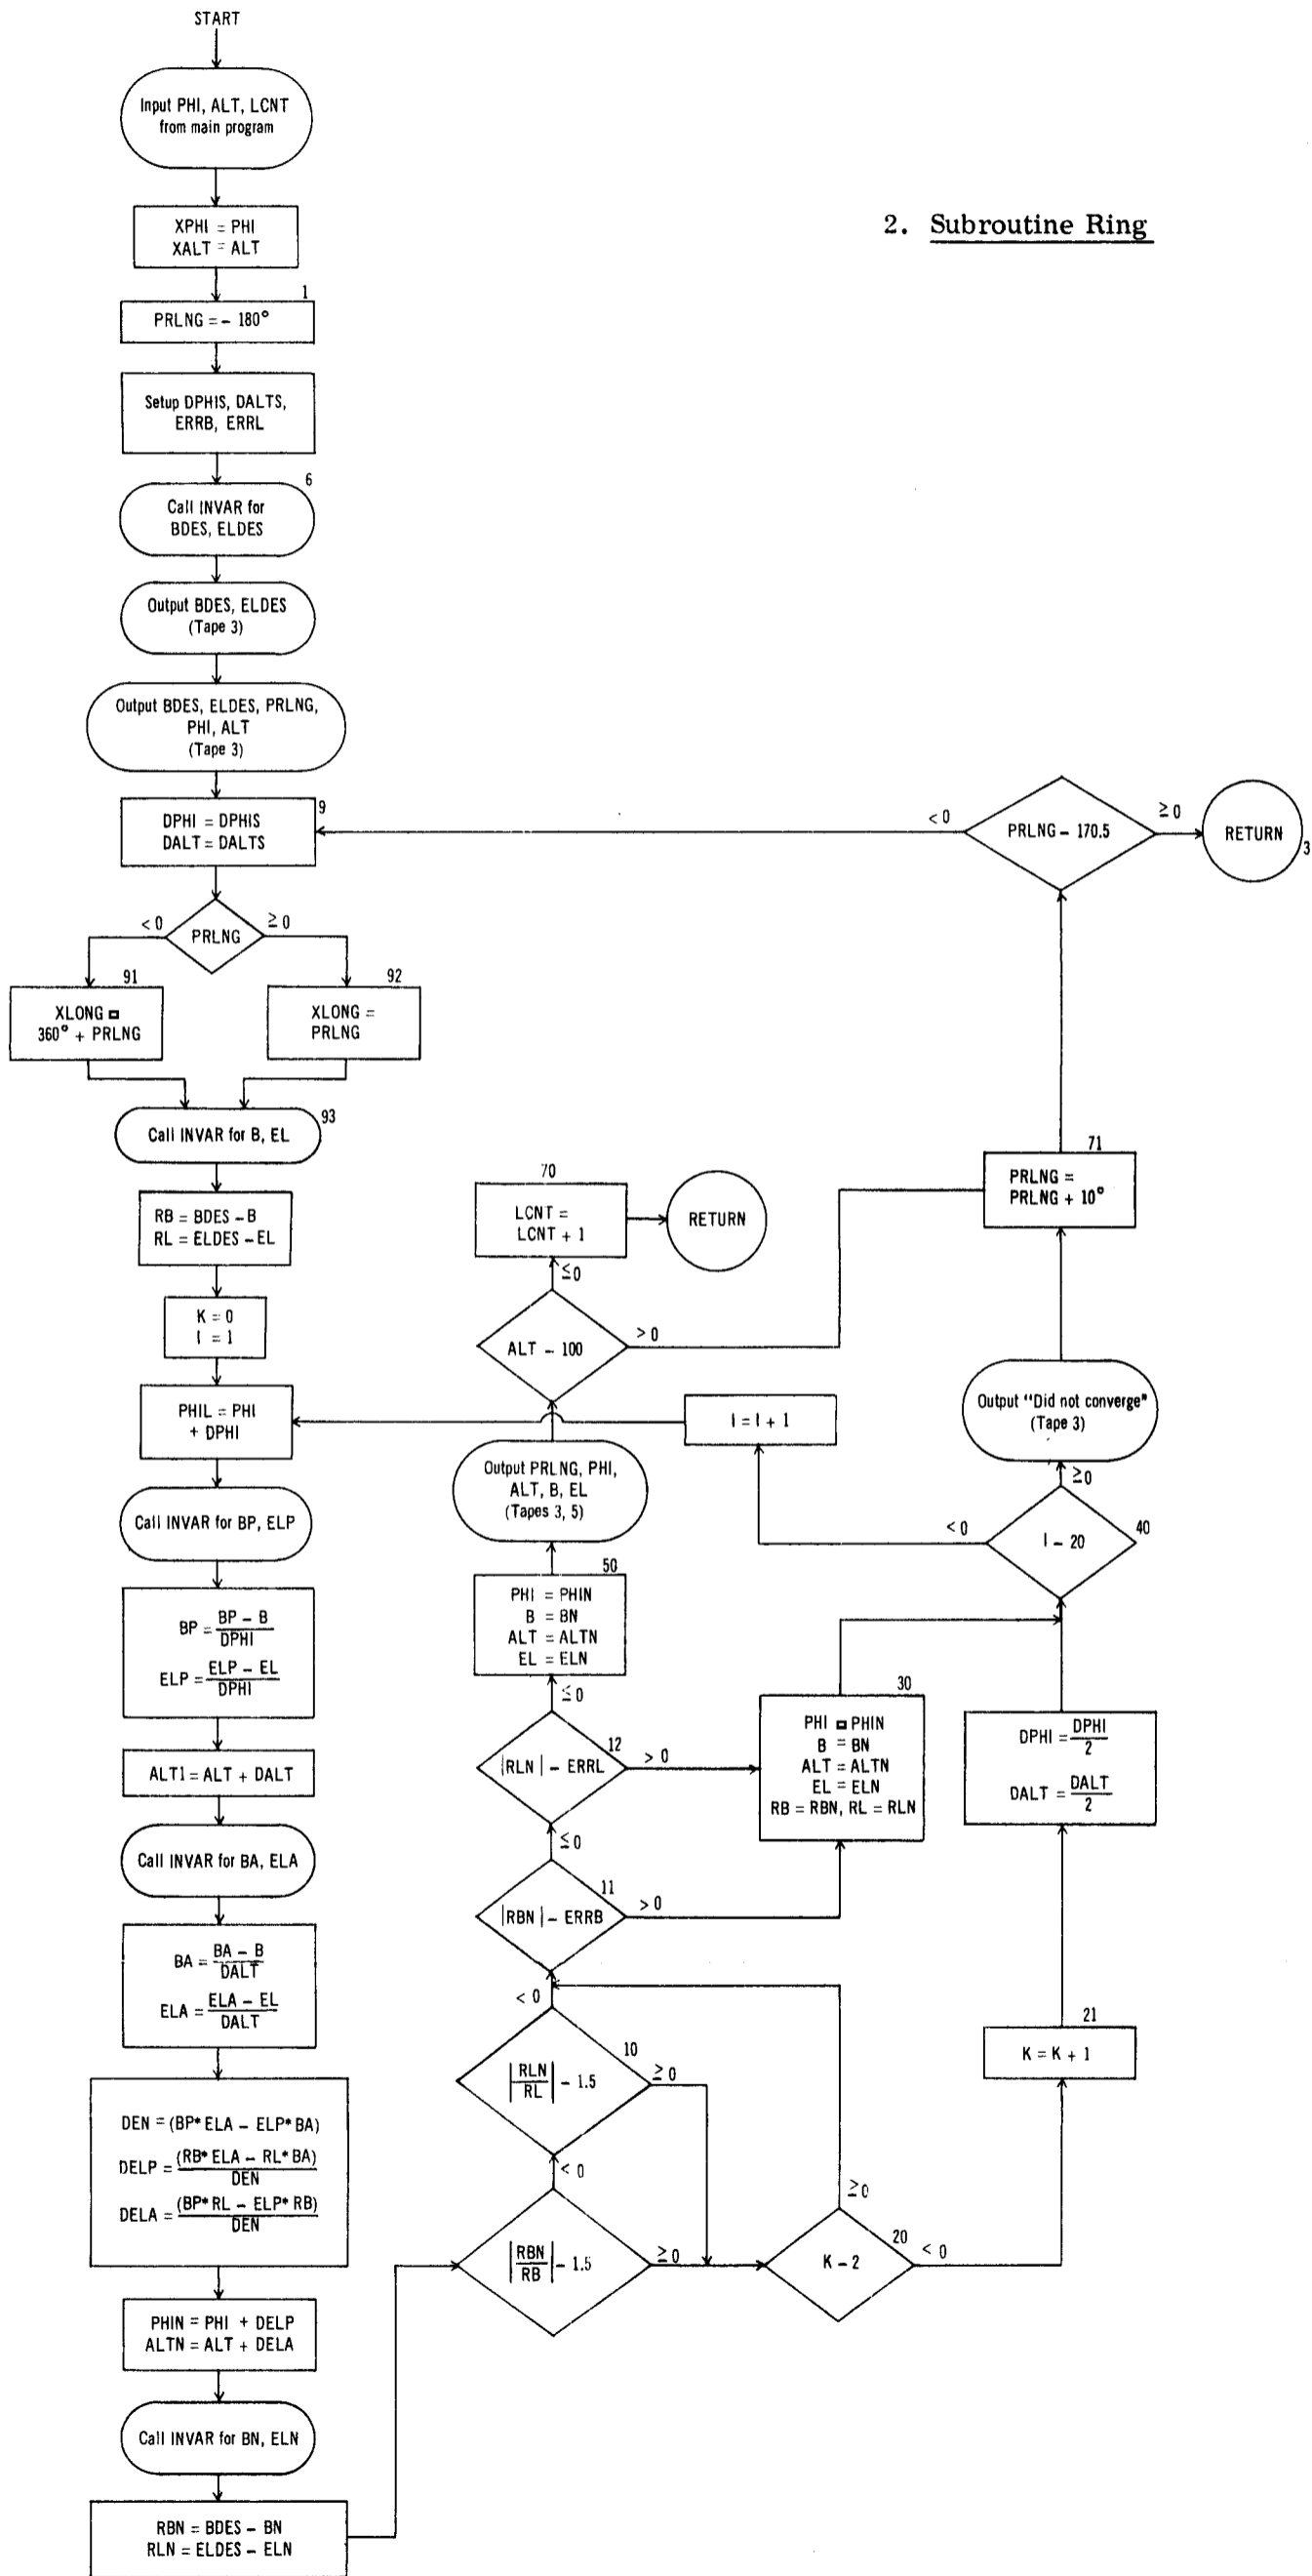 START
Input PHI, ALT, LCNT
from main program
XPHI = PHI
XALT = ALT
2. Subroutine Ring
1
PRLNG = - 180°
Setup DPHIS, DALTS,
ERRB, ERRL
6
Call INVAR for
BDES, ELDES
Output BDES, ELDES
(Tape 3)
Output BDES, ELDES, PRLNG,
PHI, ALT
(Tape 3)
9
DPHI = DPHIS
DALT = DALTS
< 0
PRLNG
≥ 0
91
XLONG =
360° + PRLNG
92
XLONG =
PRLNG
93
Call INVAR for B, EL
RB = BDES - B
RL = ELDES - EL
K = 0
I = 1
PHIL = PHI
+ DPHI
Call INVAR for BP, ELP
BP = BP - B
DPHI
ELP = ELP - EL
DPHI
ALT1 = ALT + DALT
Call INVAR for BA, ELA
BA = BA - B
DALT
ELA = ELA - EL
DALT
DEN = (BP* ELA - ELP* BA)
DELP = (RB* ELA - RL* BA)
DEN
DELA = (BP* RL - ELP* RB)
DEN
PHIN = PHI + DELP
ALTN = ALT + DELA
Call INVAR for BN, ELN
RBN = BDES - BN
RLN = ELDES - ELN
|RBN
RB| - 1.5
≥0
< 0
10
|RLN
RL| - 1.5
≥0
< 0
20
K - 2
≥0
< 0
21
K = K + 1
DPHI = DPHI
2
DALT = DALT
2
11
|RBN| - ERRB
> 0
≤0
12
|RLN| - ERRL
> 0
≤0
30
PHI = PHIN
B = BN
ALT = ALTN
EL = ELN
RB = RBN, RL = RLN
50
PHI = PHIN
B = BN
ALT = ALTN
EL = ELN
Output PRLNG, PHI,
ALT, B, EL
(Tapes 3, 5)
ALT - 100
> 0
≤0
70
LCNT =
LCNT + 1
RETURN
40
I - 20
< 0
≥0
I = I + 1
Output "Did not converge"
(Tape 3)
71
PRLNG =
PRLNG + 10°
PRLNG - 170.5
< 0
≥ 0
RETURN
3